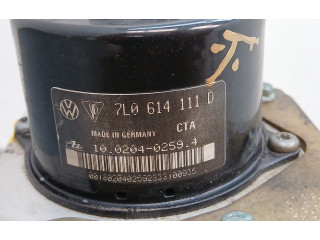 7L0 614 111 D
MADE IN GERMANY CTA
10.0204-0259.4